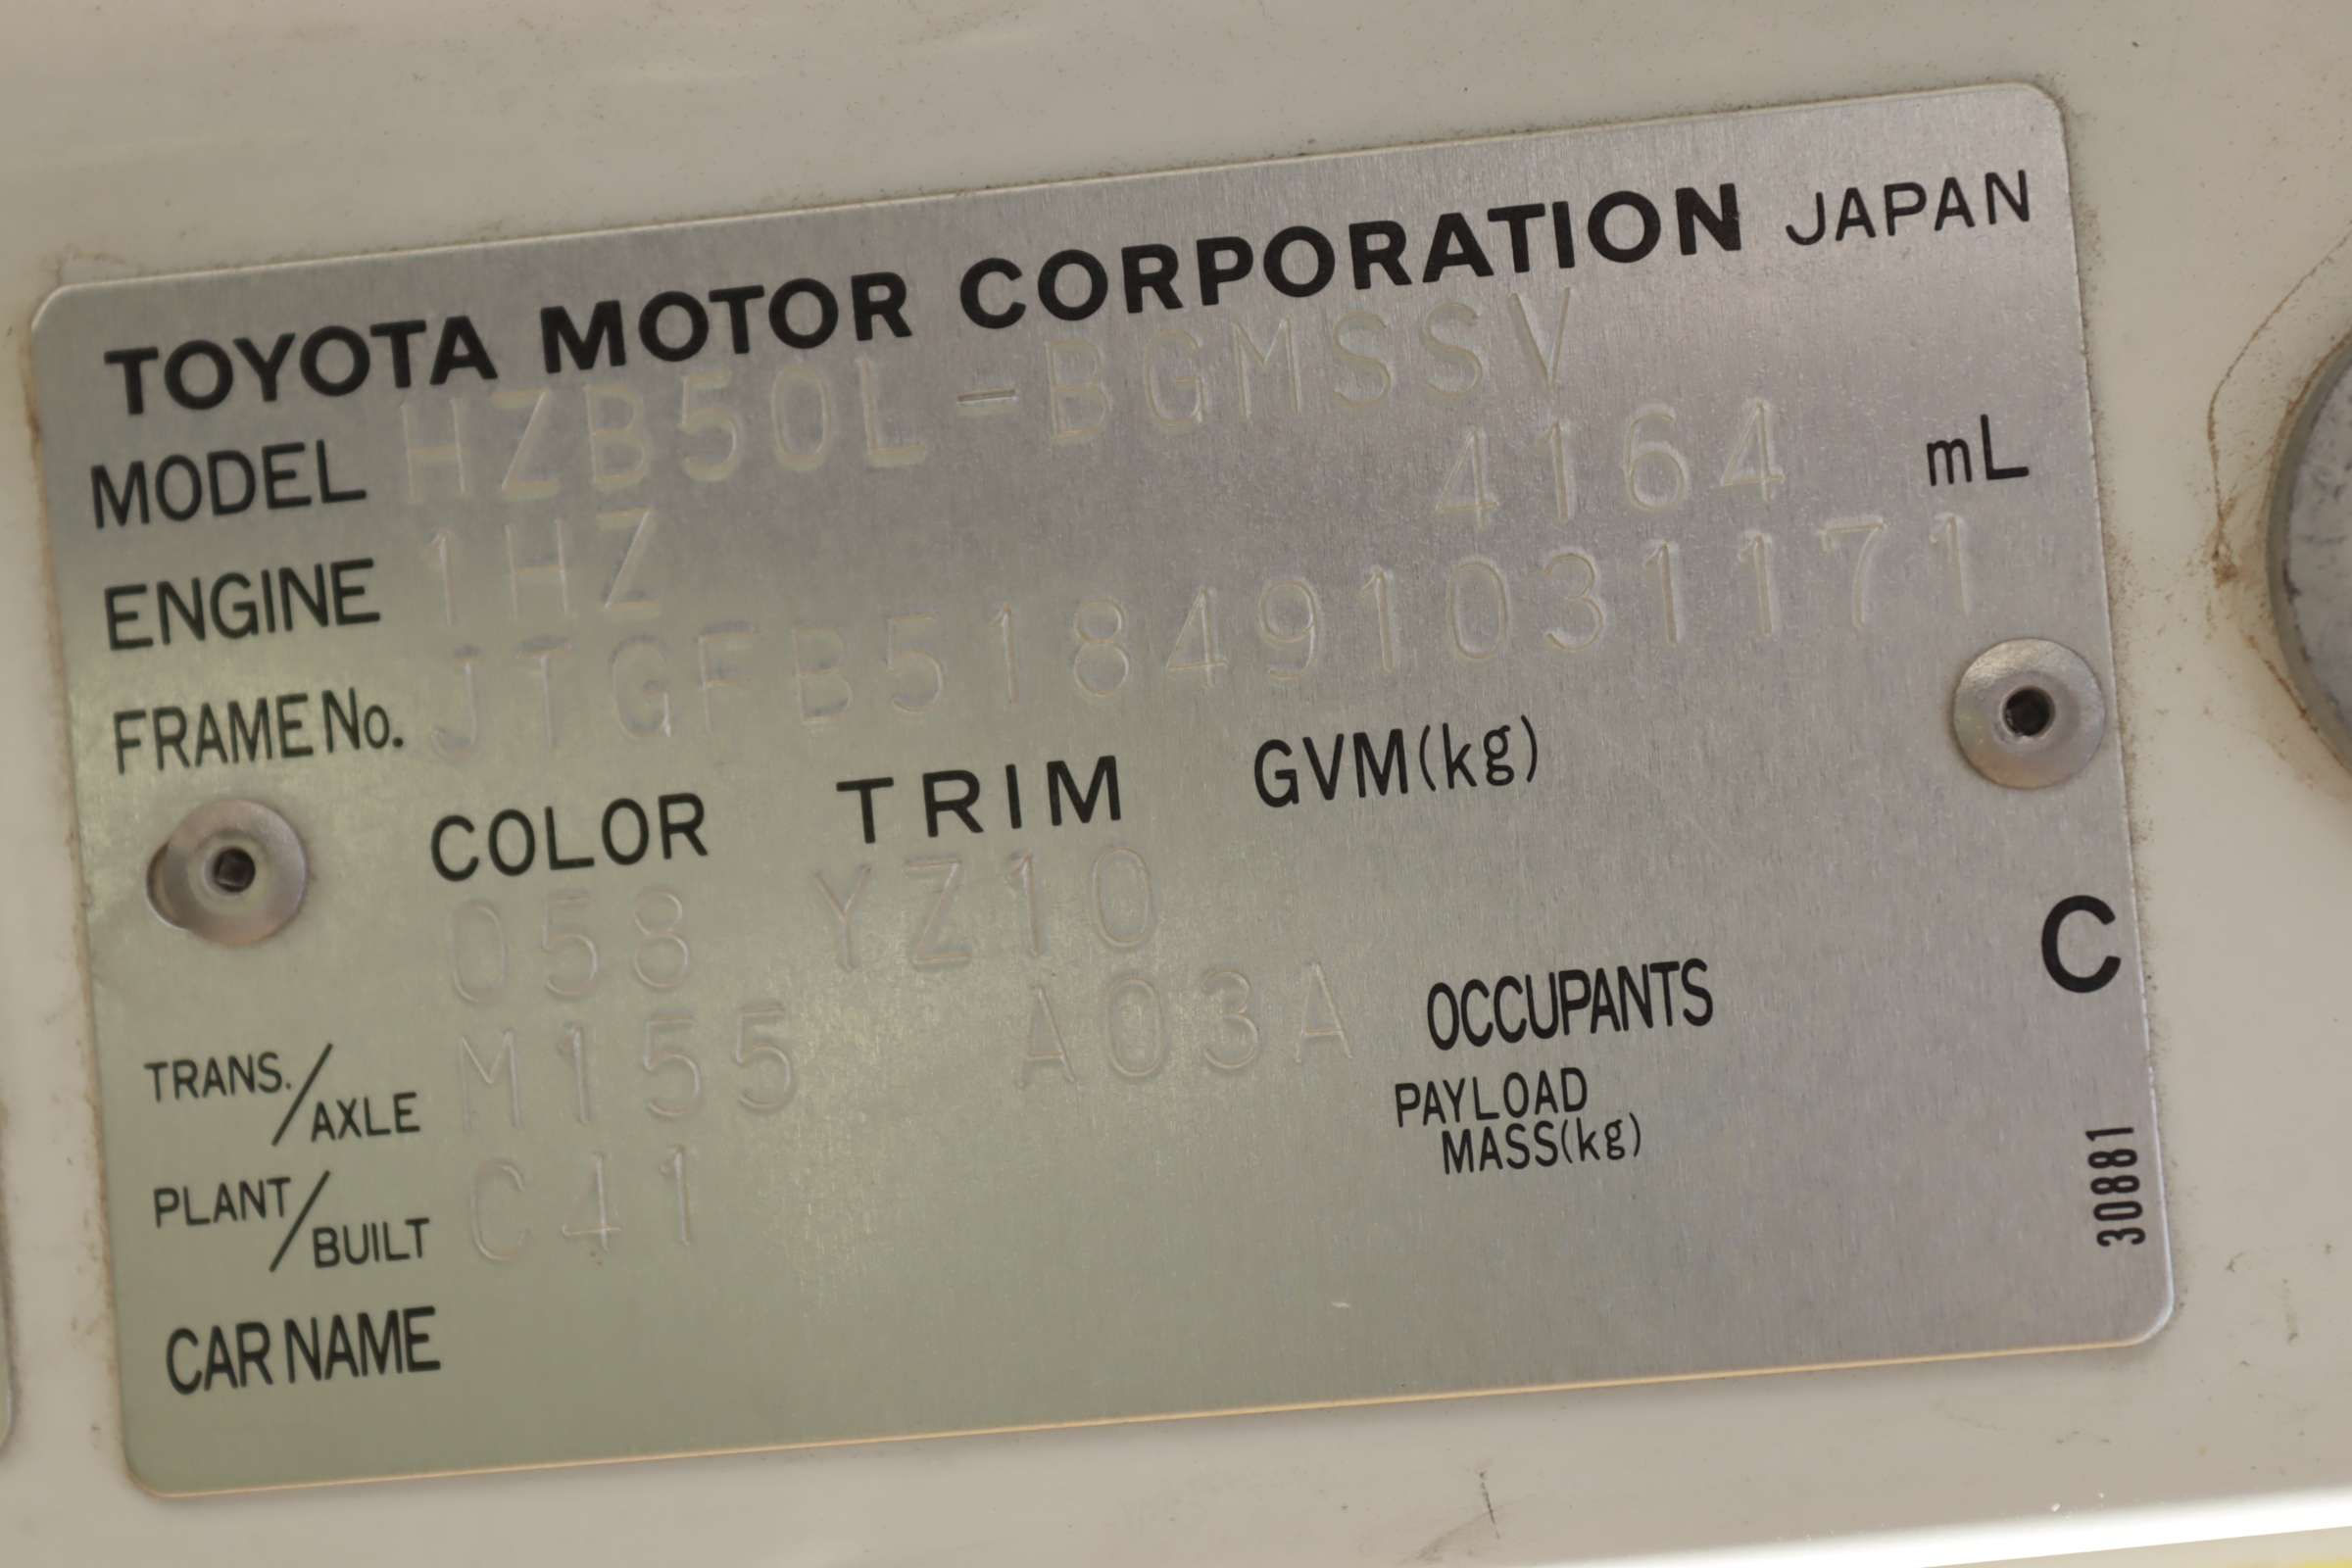 TOYOTA MOTOR CORPORATION JAPAN
MODEL HZB50L-BGMSSV
ENGINE 1HZ 4164 mL
FRAME No. JTGFB518491031171
COLOR TRIM GVM(kg)
058 YZ10
C
TRANS./AXLE M155 A03A OCCUPANTS
PAYLOAD
MASS(kg)
PLANT/BUILT C41
30881
CAR NAME